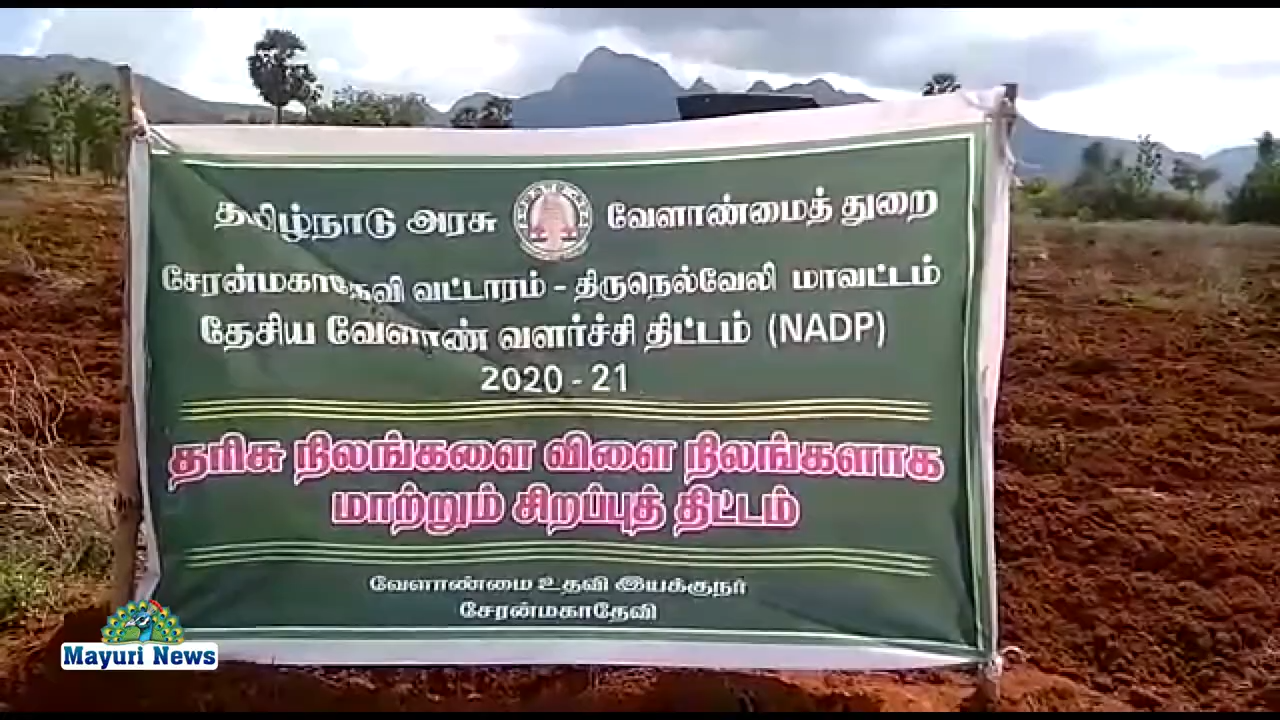 தமிழ்நாடு அரசு வேளாண்மைத் துறை
சேரன்மகாதேவி வட்டாரம் - திருநெல்வேலி மாவட்டம்
தேசிய வேளாண் வளர்ச்சி திட்டம் (NADP)
2020 - 21
தரிசு நிலங்களை விளை நிலங்களாக
மாற்றும் சிறப்புத் திட்டம்
வேளாண்மை உதவி இயக்குநர்
சேரன்மகாதேவி
Mayuri News